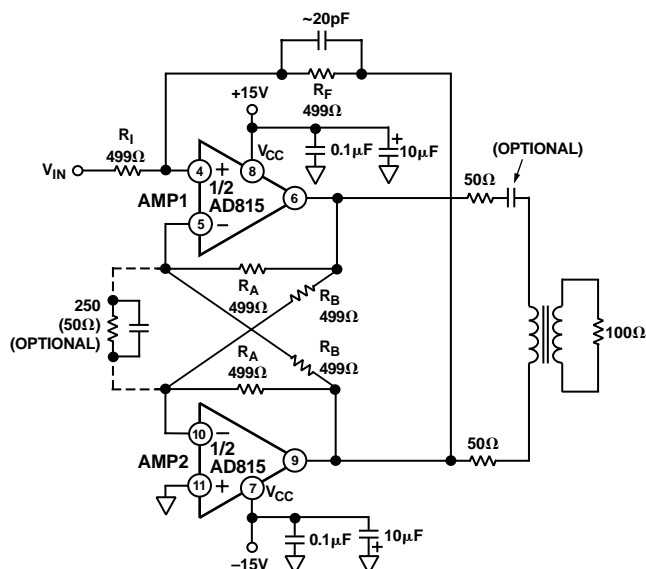 ~20pF
R_F
499Ω
+15V
R_I
499Ω
V_IN
4
+
V_CC
8
0.1μF
+
10μF
(OPTIONAL)
50Ω
1/2
AD815
AMP1
6
5
–
R_A
499Ω
R_B
499Ω
250
(50Ω)
(OPTIONAL)
R_A
499Ω
R_B
499Ω
100Ω
10
–
1/2
AD815
AMP2
9
50Ω
11
+
7
V_CC
0.1μF
10μF
+
–15V